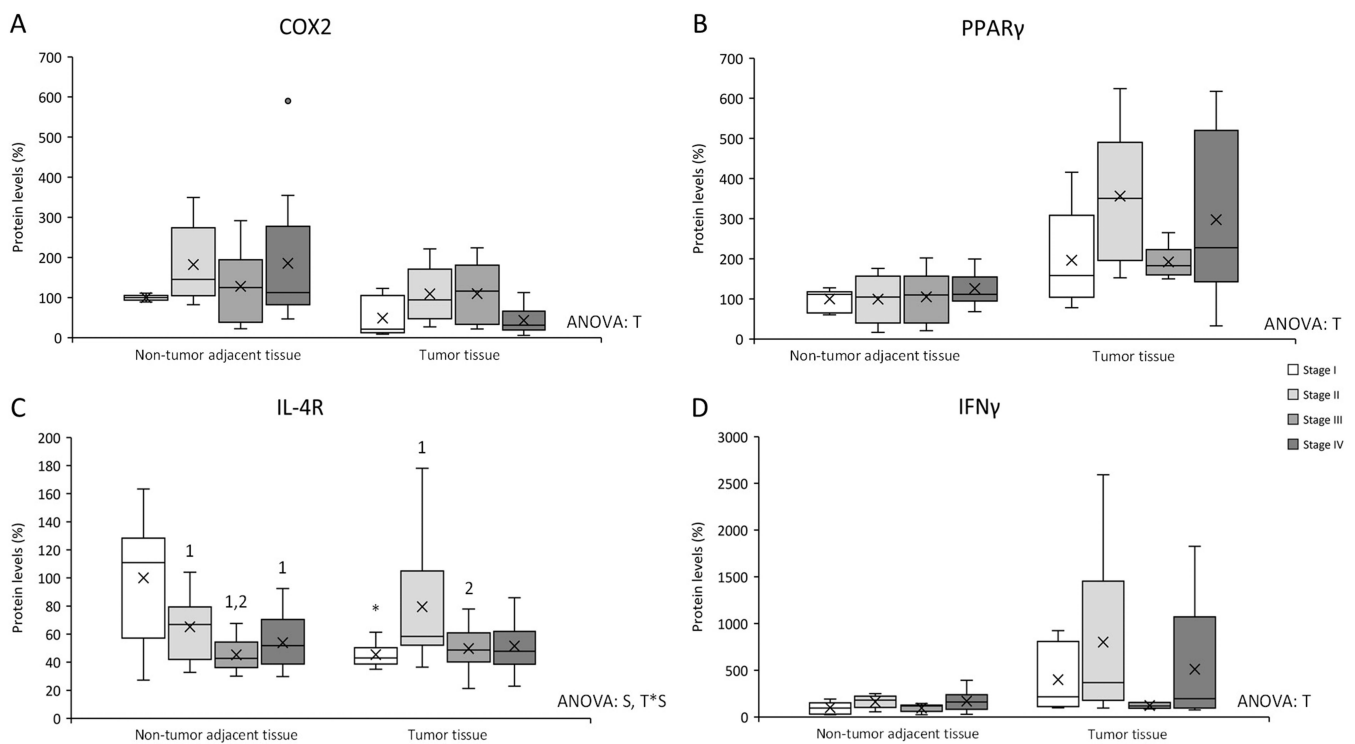 A
COX2
Protein levels (%)
700
600
500
400
300
200
100
0
ANOVA: T
Non-tumor adjacent tissue
Tumor tissue
B
PPARγ
Protein levels (%)
700
600
500
400
300
200
100
0
ANOVA: T
Non-tumor adjacent tissue
Tumor tissue
Stage I
Stage II
Stage III
Stage IV
C
IL-4R
Protein levels (%)
200
180
160
140
120
100
80
60
40
20
0
1
1,2
1
*
1
2
ANOVA: S, T*S
Non-tumor adjacent tissue
Tumor tissue
D
IFNγ
Protein levels (%)
3000
2500
2000
1500
1000
500
0
ANOVA: T
Non-tumor adjacent tissue
Tumor tissue